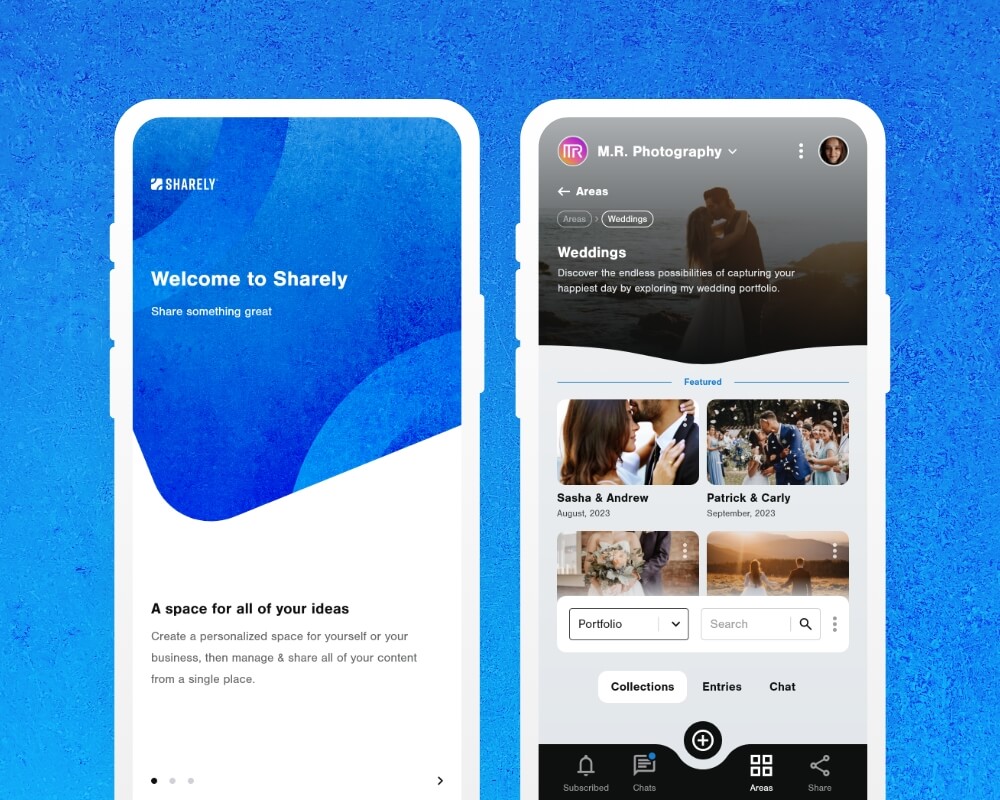 SHARELY
Welcome to Sharely
Share something great
A space for all of your ideas
Create a personalized space for yourself or your
business, then manage & share all of your content
from a single place.
M.R. Photography
Areas
Areas > Weddings
Weddings
Discover the endless possibilities of capturing your
happiest day by exploring my wedding portfolio.
Featured
Sasha & Andrew
August, 2023
Patrick & Carly
September, 2023
Portfolio
Search
Collections
Entries
Chat
Subscribed
Chats
Areas
Share